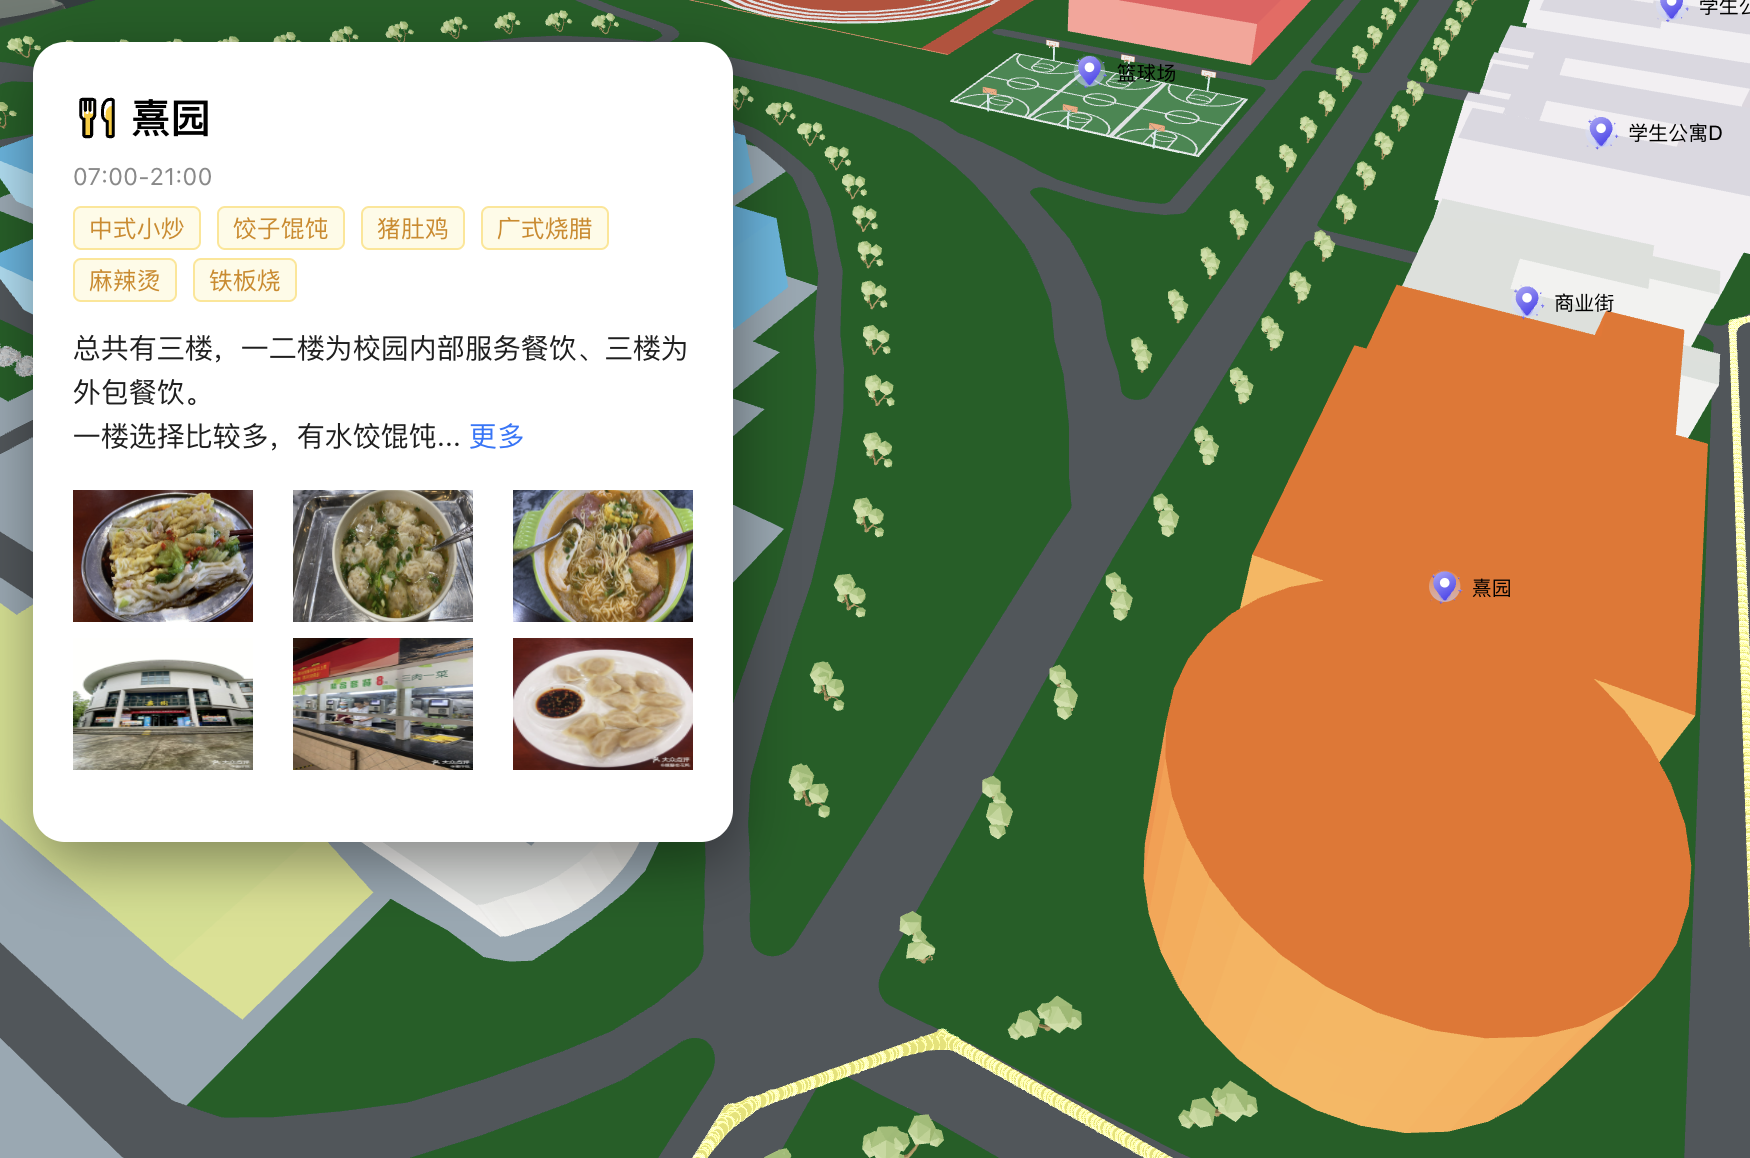 熹园
07:00-21:00
中式小炒
饺子馄饨
猪肚鸡
广式烧腊
麻辣烫
铁板烧
总共有三楼，一二楼为校园内部服务餐饮、三楼为
外包餐饮。
一楼选择比较多，有水饺馄饨... 更多
大众点评
篮球场
学生公
学生公寓D
商业街
熹园